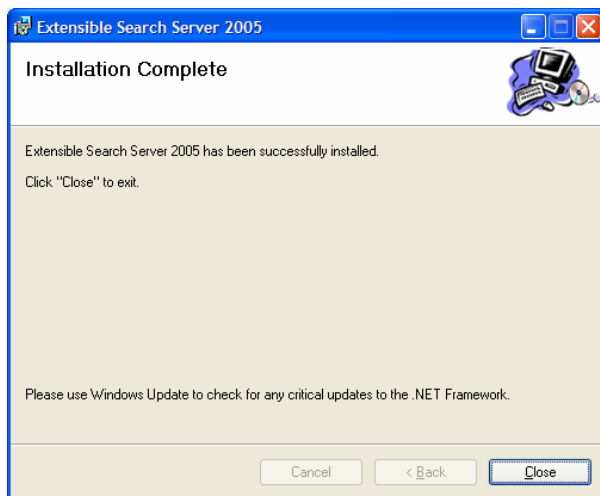 Extensible Search Server 2005
Installation Complete
Extensible Search Server 2005 has been successfully installed.
Click "Close" to exit.
Please use Windows Update to check for any critical updates to the .NET Framework.
Cancel
< Back
Close